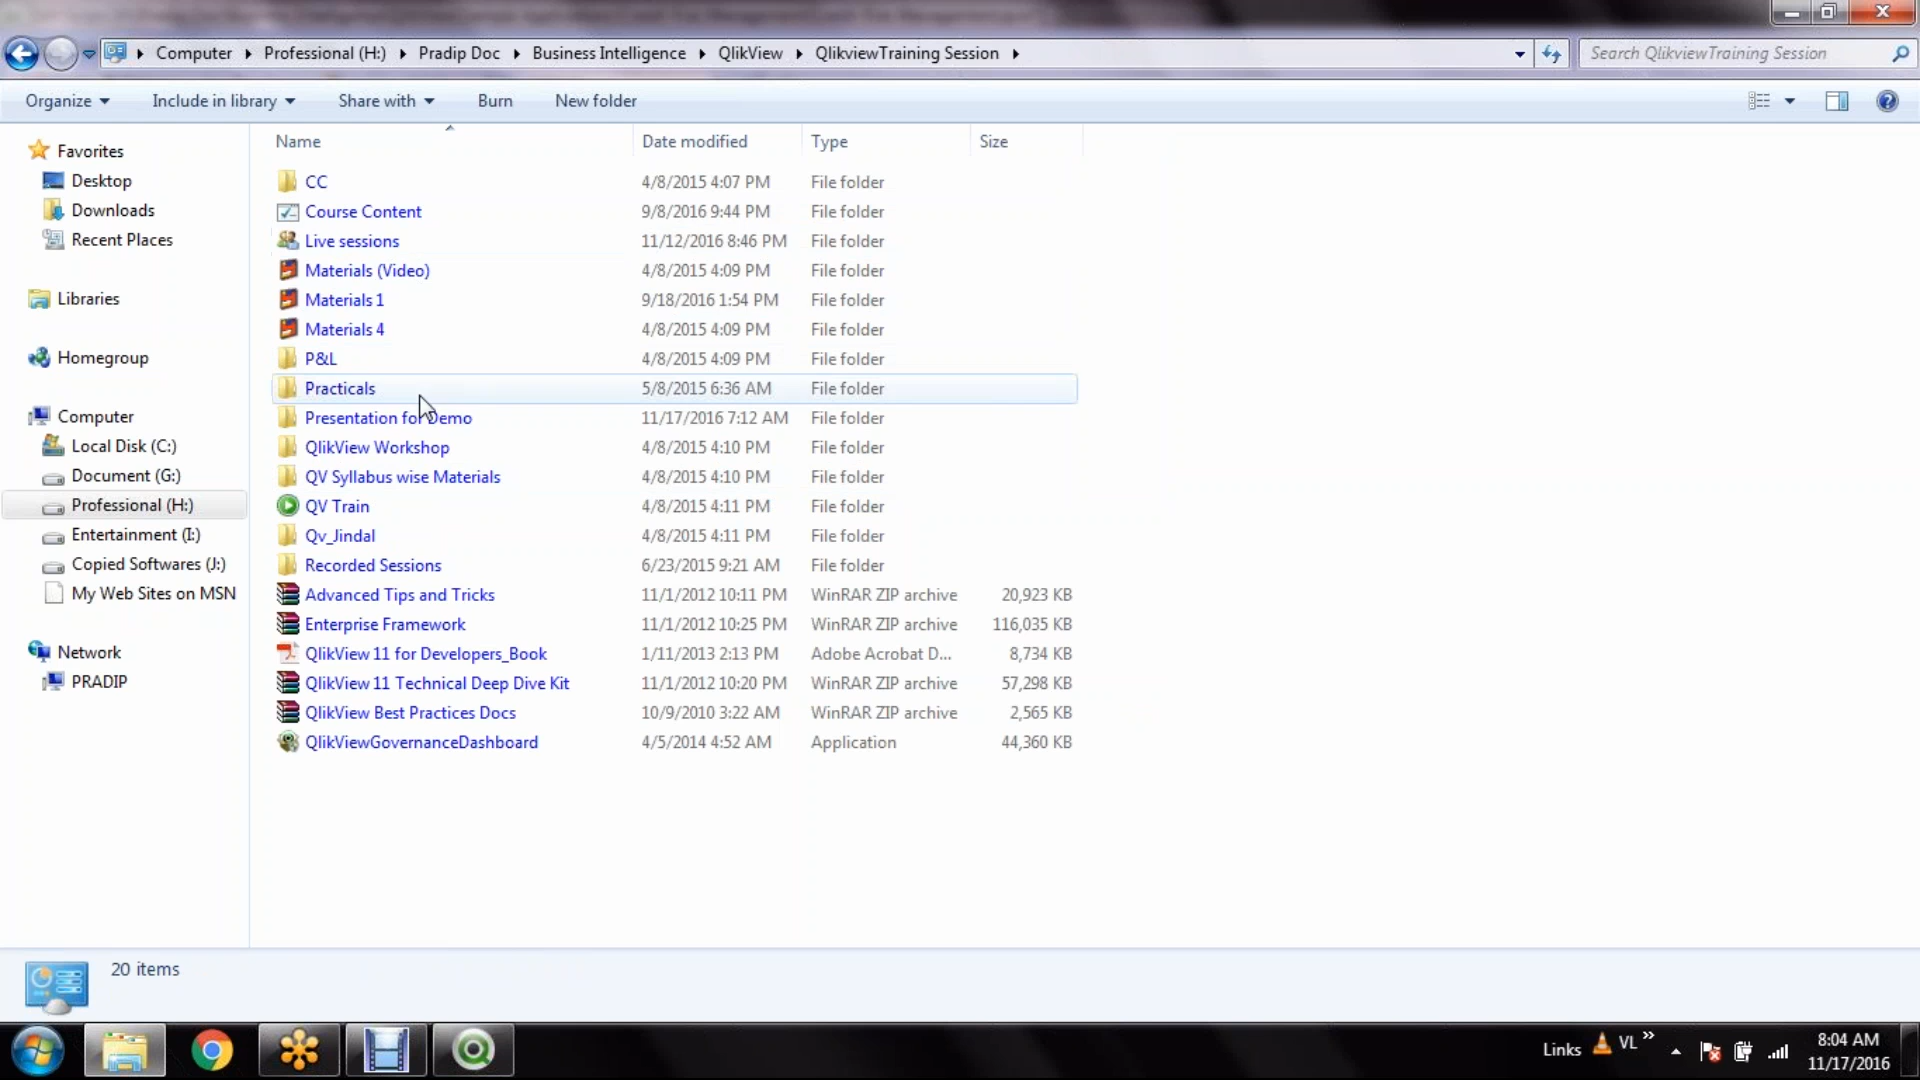 Computer Professional (H:) Pradip Doc Business Intelligence QlikView QlikviewTraining Session Search QlikviewTraining Session
Organize Include in library Share with Burn New folder
Name Date modified Type Size
Favorites
Desktop
Downloads
Recent Places
Libraries
Homegroup
Computer
Local Disk (C:)
Document (G:)
Professional (H:)
Entertainment (I:)
Copied Softwares (J:)
My Web Sites on MSN
Network
PRADIP
CC 4/8/2015 4:07 PM File folder
Course Content 9/8/2016 9:44 PM File folder
Live sessions 11/12/2016 8:46 PM File folder
Materials (Video) 4/8/2015 4:09 PM File folder
Materials 1 9/18/2016 1:54 PM File folder
Materials 4 4/8/2015 4:09 PM File folder
P&L 4/8/2015 4:09 PM File folder
Practicals 5/8/2015 6:36 AM File folder
Presentation for Demo 11/17/2016 7:12 AM File folder
QlikView Workshop 4/8/2015 4:10 PM File folder
QV Syllabus wise Materials 4/8/2015 4:10 PM File folder
QV Train 4/8/2015 4:11 PM File folder
Qv_Jindal 4/8/2015 4:11 PM File folder
Recorded Sessions 6/23/2015 9:21 AM File folder
Advanced Tips and Tricks 11/1/2012 10:11 PM WinRAR ZIP archive 20,923 KB
Enterprise Framework 11/1/2012 10:25 PM WinRAR ZIP archive 116,035 KB
QlikView 11 for Developers_Book 1/11/2013 2:13 PM Adobe Acrobat D... 8,734 KB
QlikView 11 Technical Deep Dive Kit 11/1/2012 10:20 PM WinRAR ZIP archive 57,298 KB
QlikView Best Practices Docs 10/9/2010 3:22 AM WinRAR ZIP archive 2,565 KB
QlikViewGovernanceDashboard 4/5/2014 4:52 AM Application 44,360 KB
20 items
Links VL 8:04 AM
11/17/2016